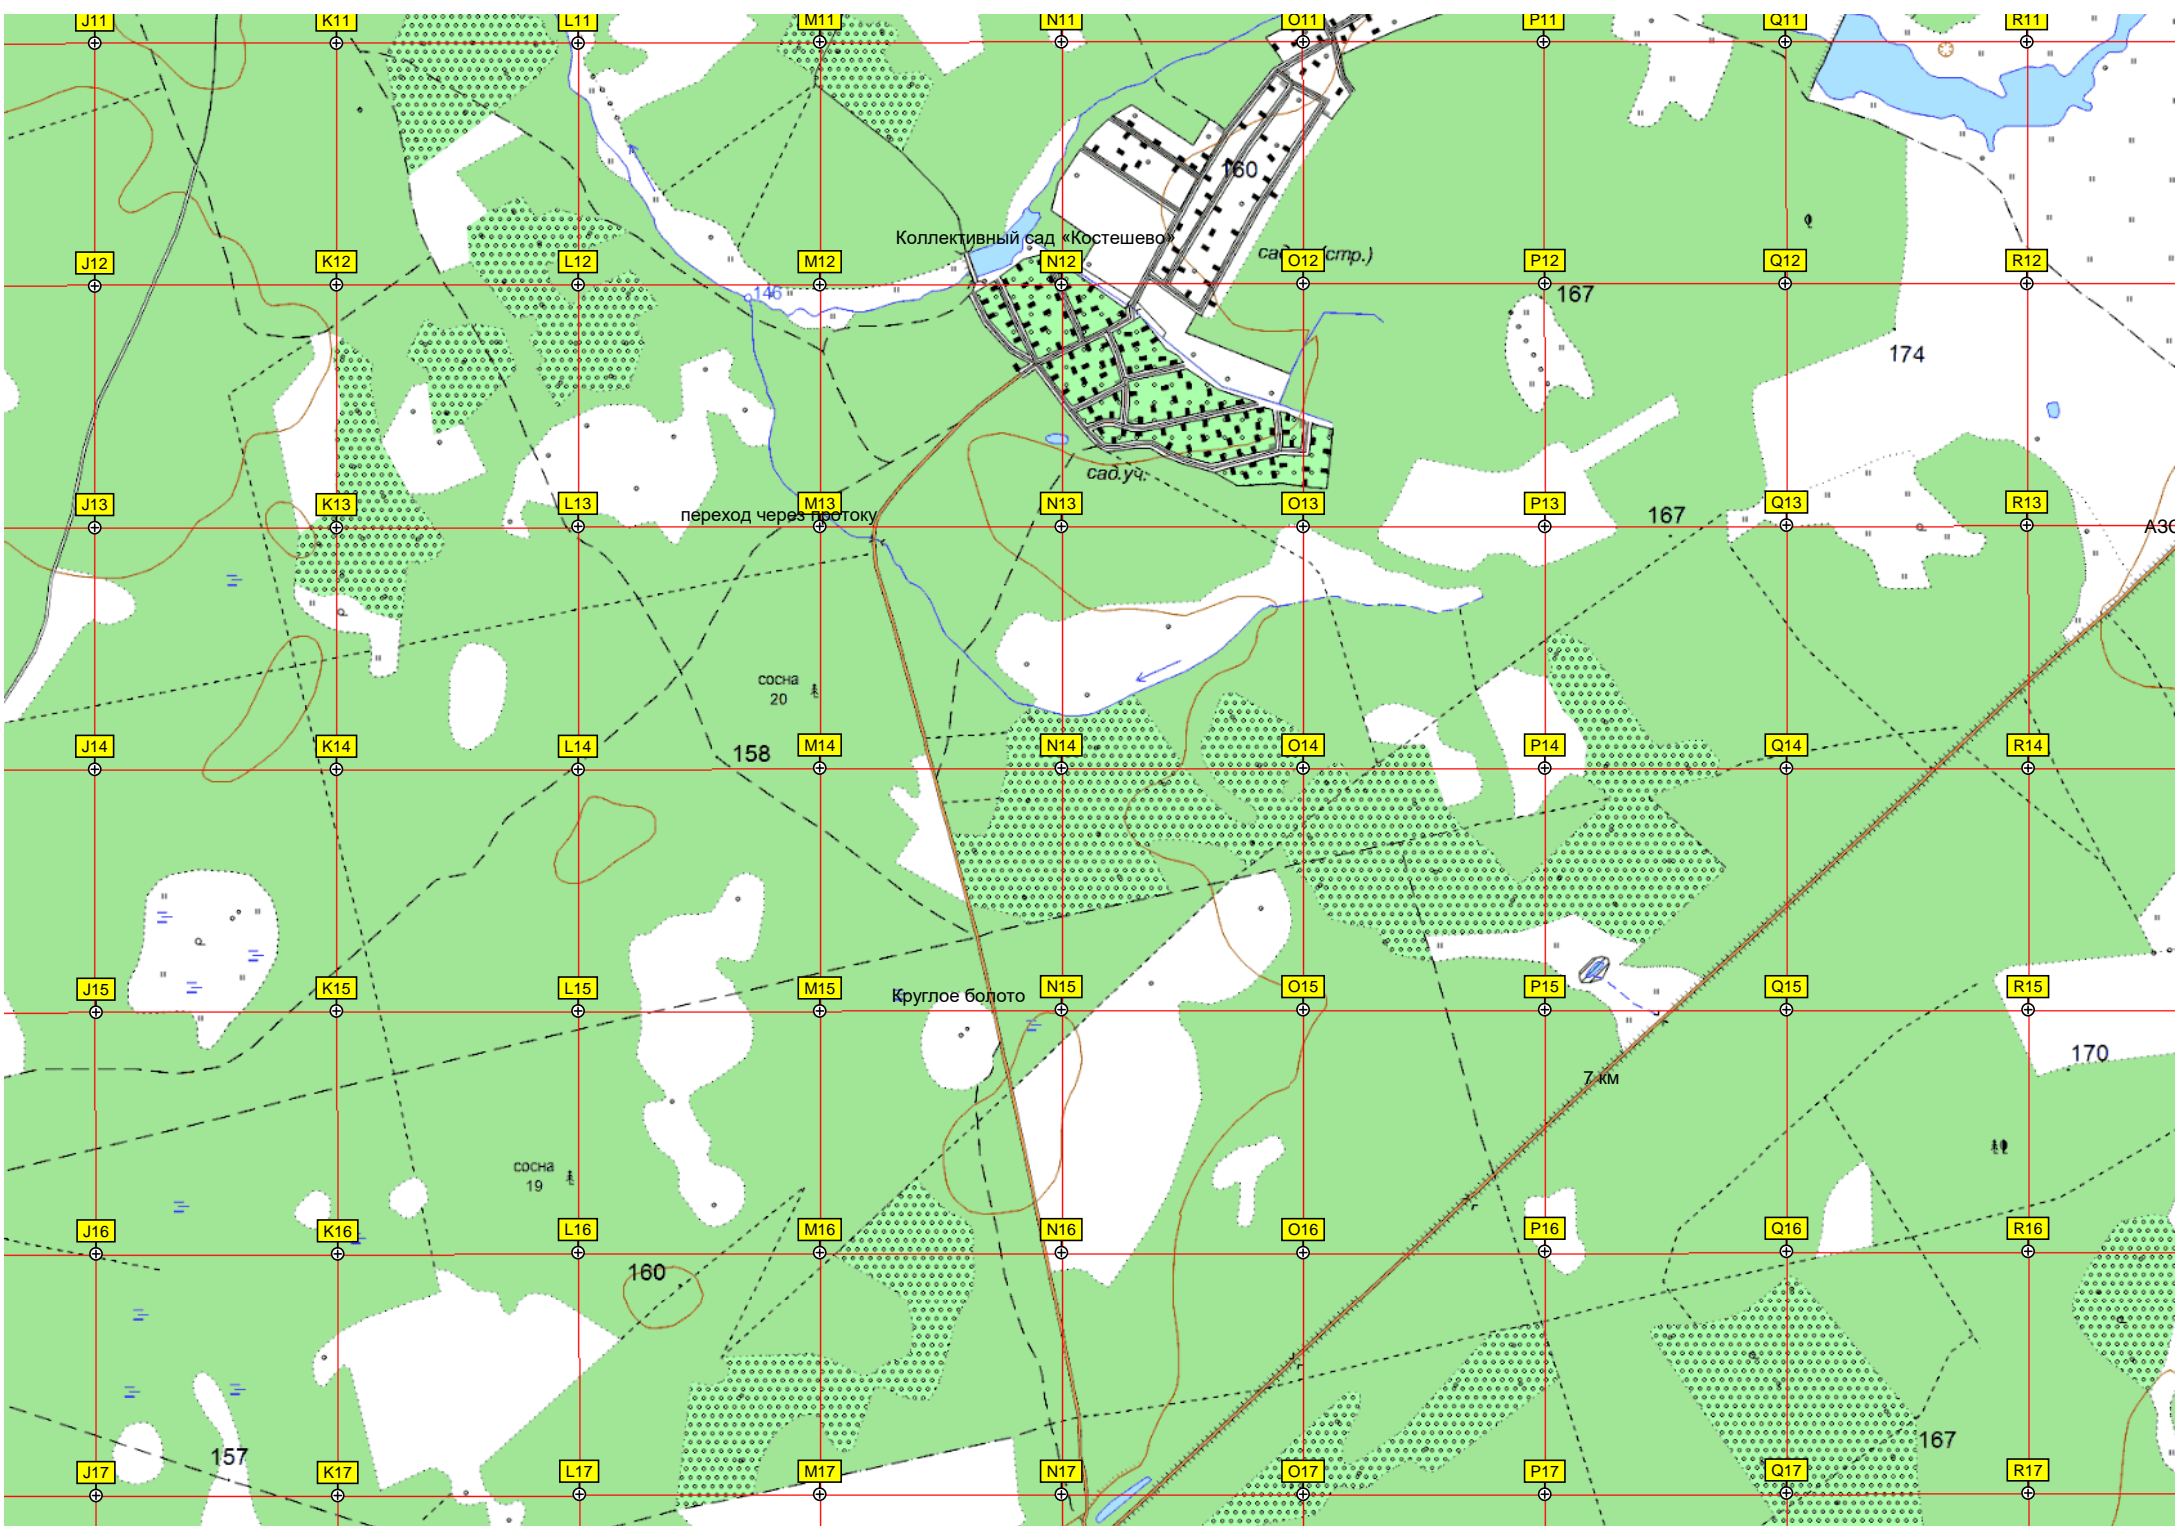 J11 K11 L11 M11 N11 O11 P11 Q11 R11
160
Коллективный сад «Костешево»
J12 K12 L12 M12 N12 O12 P12 Q12 R12
(стр.)
146
167
174
сад.уч.
J13 K13 L13 M13 N13 O13 P13 Q13 R13
переход через протоку
167
сосна
20
158
J14 K14 L14 M14 N14 O14 P14 Q14 R14
J15 K15 L15 M15 N15 O15 P15 Q15 R15
Круглое болото
170
7 км
сосна
19
J16 K16 L16 M16 N16 O16 P16 Q16 R16
160
157
167
J17 K17 L17 M17 N17 O17 P17 Q17 R17